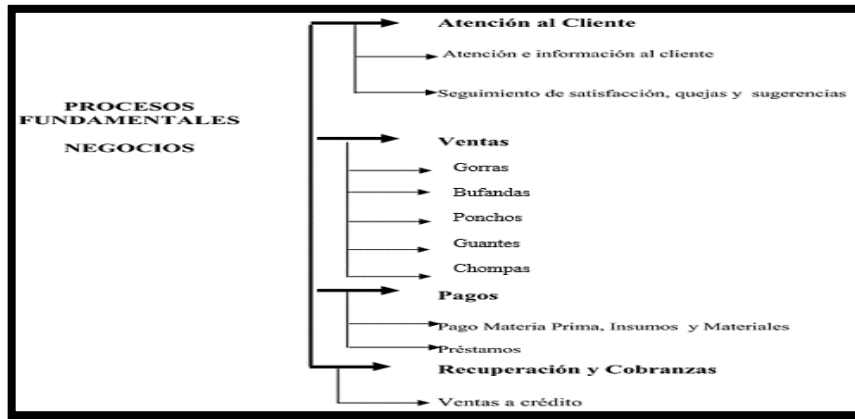 PROCESOS
FUNDAMENTALES
NEGOCIOS
Atención al Cliente
Atención e información al cliente
Seguimiento de satisfacción, quejas y sugerencias
Ventas
Gorras
Bufandas
Ponchos
Guantes
Chompas
Pagos
Pago Materia Prima, Insumos y Materiales
Préstamos
Recuperación y Cobranzas
Ventas a crédito